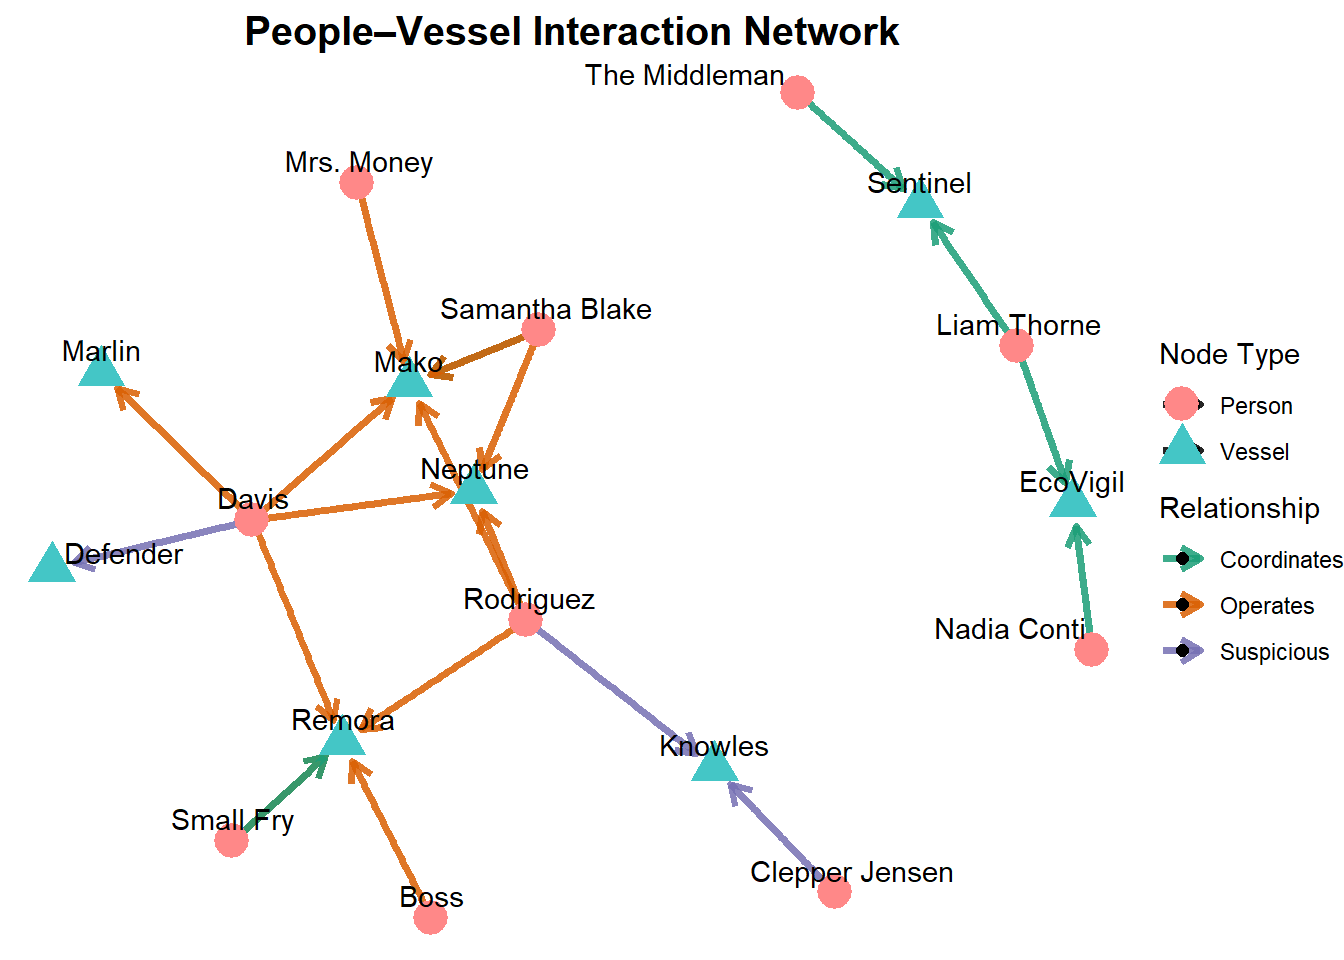 People–Vessel Interaction Network
The Middleman
Mrs. Money
Sentinel
Samantha Blake
Liam Thorne
Marlin
Mako
Neptune
EcoVigil
Davis
Defender
Rodriguez
Nadia Conti
Remora
Knowles
Small Fry
Clepper Jensen
Boss
Node Type
Person
Vessel
Relationship
Coordinates
Operates
Suspicious